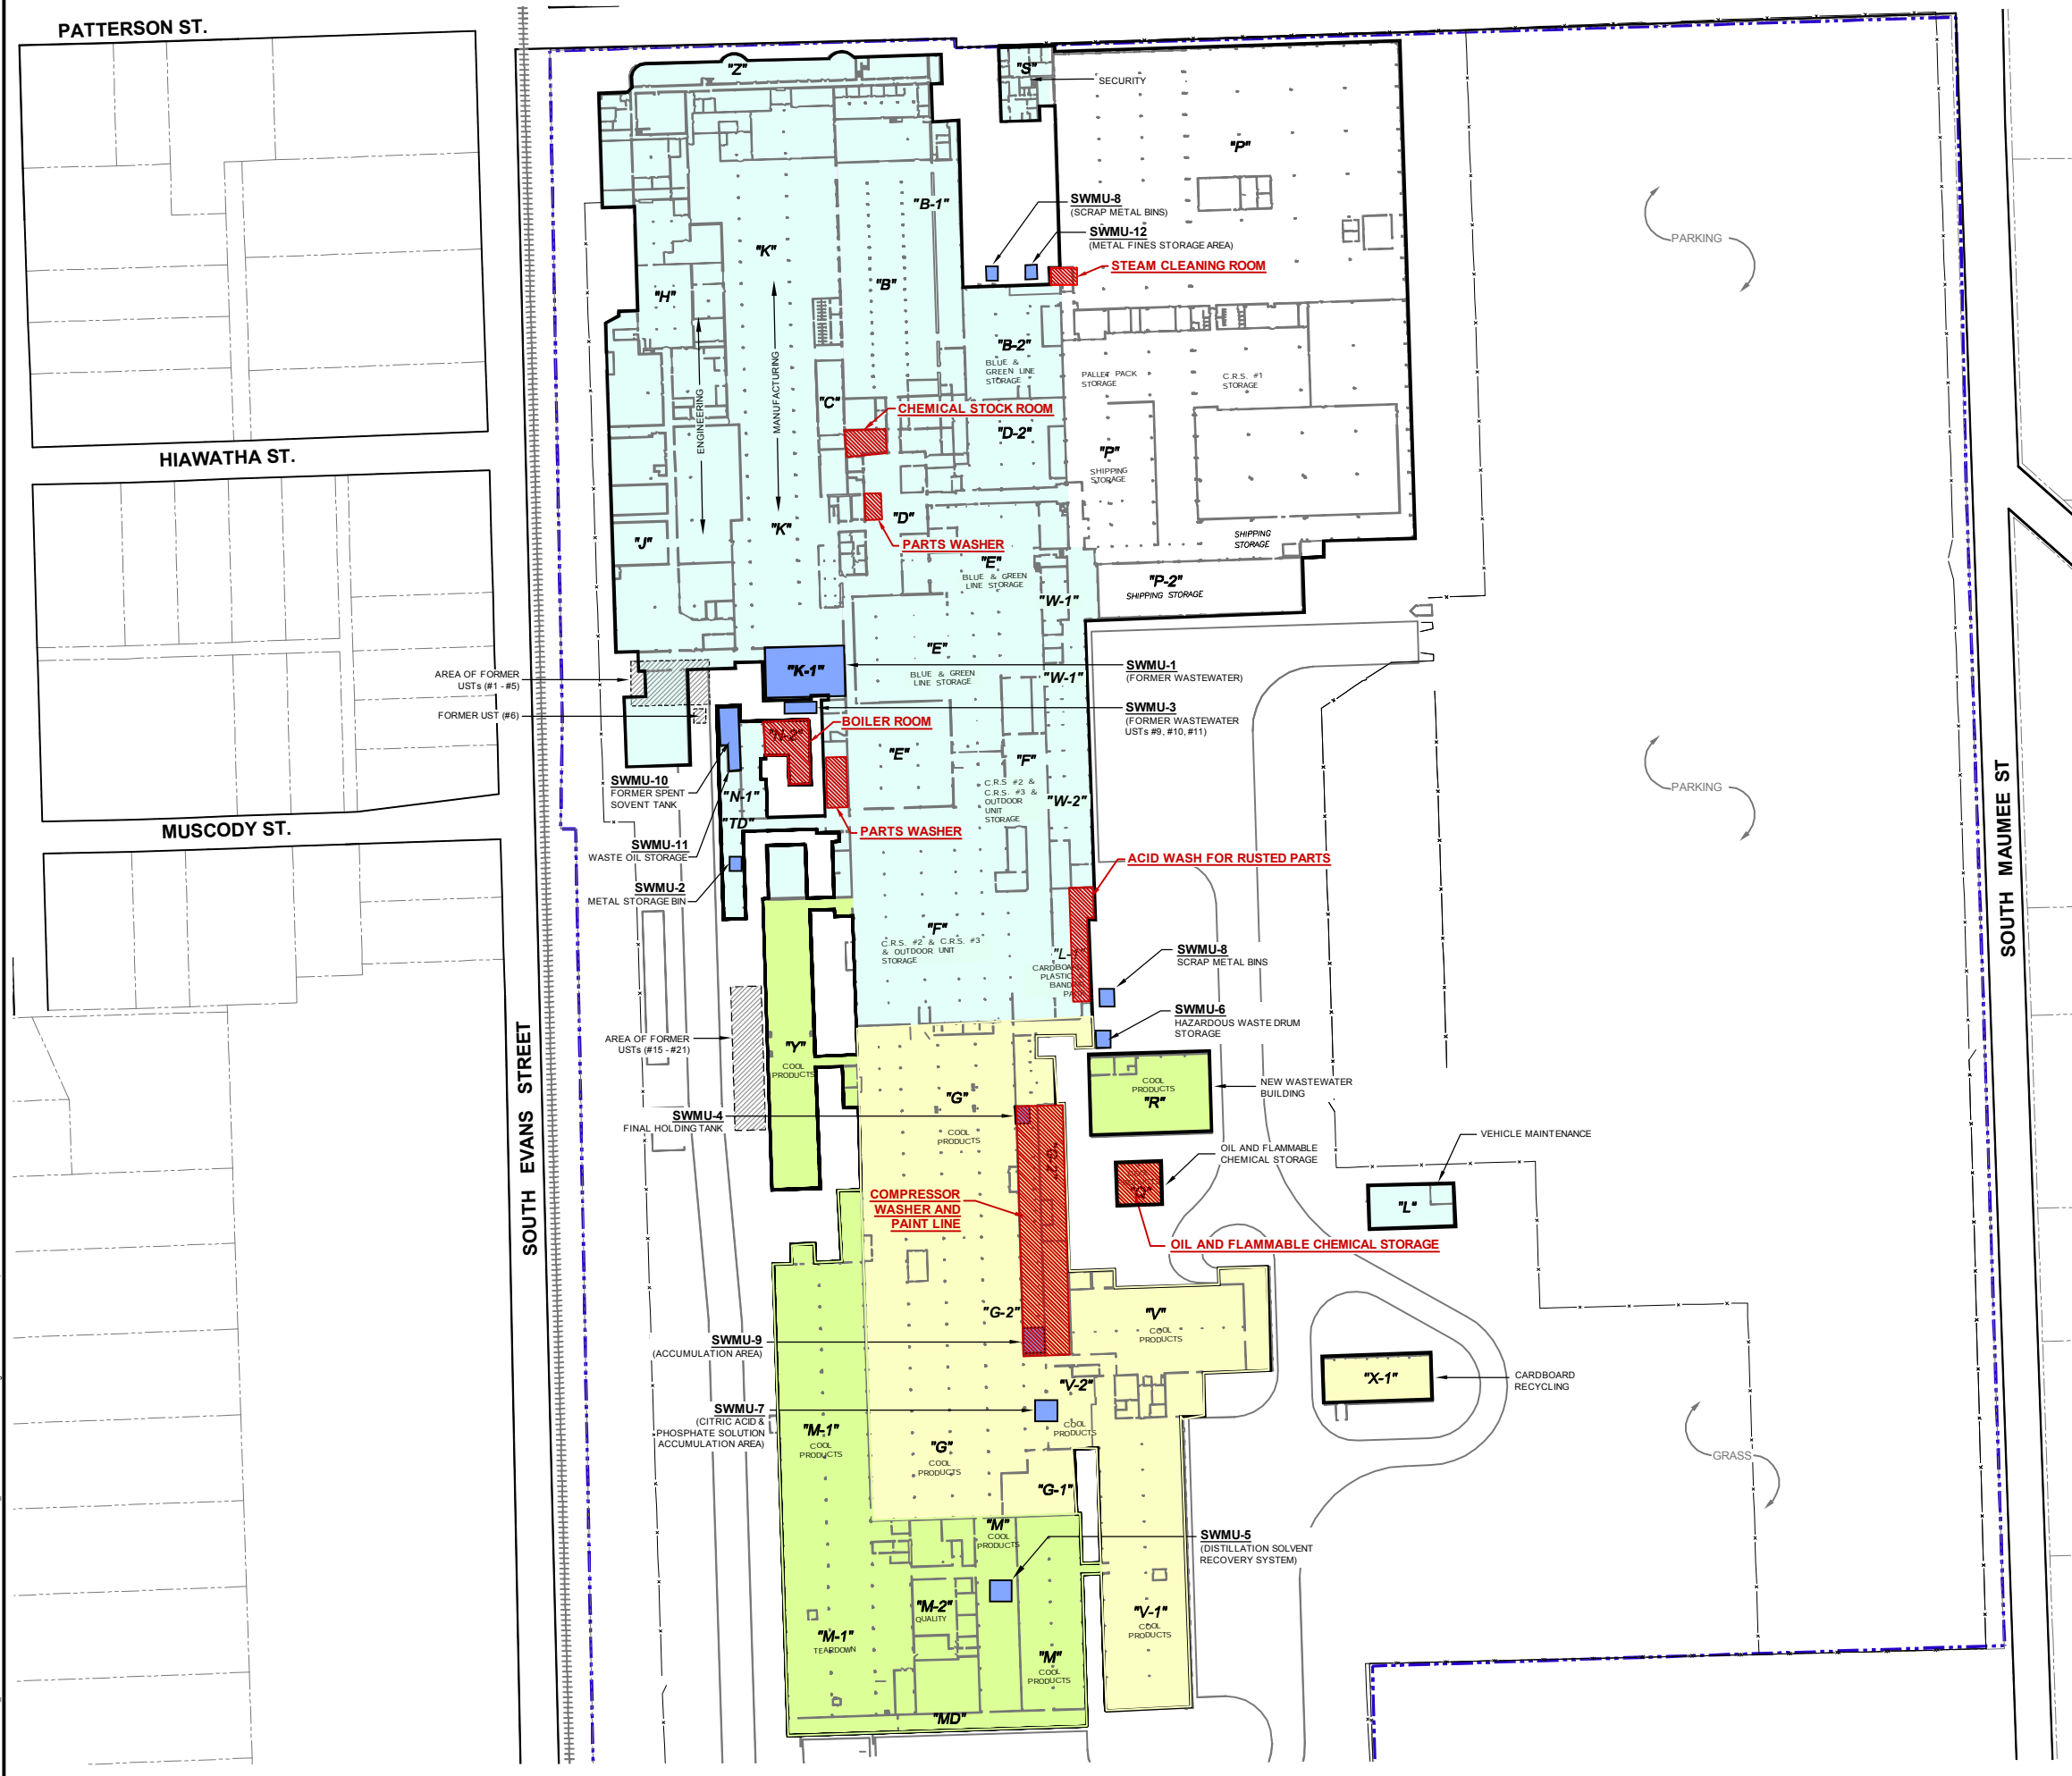 PATTERSON ST.
"Z"
"S"
SECURITY
"P"
"B-1"
SWMU-8
(SCRAP METAL BINS)
SWMU-12
(METAL FINES STORAGE AREA)
STEAM CLEANING ROOM
PARKING
"K"
"B"
"H"
"B-2"
BLUE &
GREEN LINE
STORAGE
PALLET PACK
STORAGE
C.R.S. #1
STORAGE
ENGINEERING
MANUFACTURING
"C"
CHEMICAL STOCK ROOM
"D-2"
HIAWATHA ST.
"P"
SHIPPING
STORAGE
"K"
"D"
"J"
PARTS WASHER
SHIPPING
STORAGE
"E"
BLUE & GREEN
LINE STORAGE
"P-2"
SHIPPING STORAGE
"W-1"
"E"
BLUE & GREEN
LINE STORAGE
"K-1"
SWMU-1
(FORMER WASTEWATER)
AREA OF FORMER
USTs (#1 - #5)
"W-1"
FORMER UST (#6)
SWMU-3
(FORMER WASTEWATER
USTs #9, #10, #11)
BOILER ROOM
"N-2"
"E"
"F"
C.R.S. #2 &
C.R.S. #3 &
OUTDOOR
UNIT
STORAGE
SWMU-10
FORMER SPENT
SOVENT TANK
"N-1"
"W-2"
PARKING
"TD"
MUSCODY ST.
PARTS WASHER
SWMU-11
WASTE OIL STORAGE
ACID WASH FOR RUSTED PARTS
SWMU-2
METAL STORAGE BIN
SOUTH MAUMEE ST
"F"
C.R.S. #2 & C.R.S. #3
& OUTDOOR UNIT
STORAGE
SWMU-8
SCRAP METAL BINS
SWMU-6
HAZARDOUS WASTE DRUM
STORAGE
AREA OF FORMER
USTs (#15 - #21)
"Y"
COOL
PRODUCTS
SOUTH EVANS STREET
COOL
PRODUCTS
"R"
NEW WASTEWATER
BUILDING
"G"
COOL
PRODUCTS
SWMU-4
FINAL HOLDING TANK
VEHICLE MAINTENANCE
"G-2"
OIL AND FLAMMABLE
CHEMICAL STORAGE
"Q"
COMPRESSOR
WASHER AND
PAINT LINE
"L"
OIL AND FLAMMABLE CHEMICAL STORAGE
"G-2"
"V"
COOL
PRODUCTS
SWMU-9
(ACCUMULATION AREA)
"X-1"
CARDBOARD
RECYCLING
"V-2"
COOL
PRODUCTS
SWMU-7
(CITRIC ACID &
PHOSPHATE SOLUTION
ACCUMULATION AREA)
"M-1"
COOL
PRODUCTS
"G"
COOL
PRODUCTS
GRASS
"G-1"
"M"
COOL
PRODUCTS
SWMU-5
(DISTILLATION SOLVENT
RECOVERY SYSTEM)
"M-2"
QUALITY
"V-1"
COOL
PRODUCTS
"M-1"
TEARDOWN
"M"
COOL
PRODUCTS
"MD"